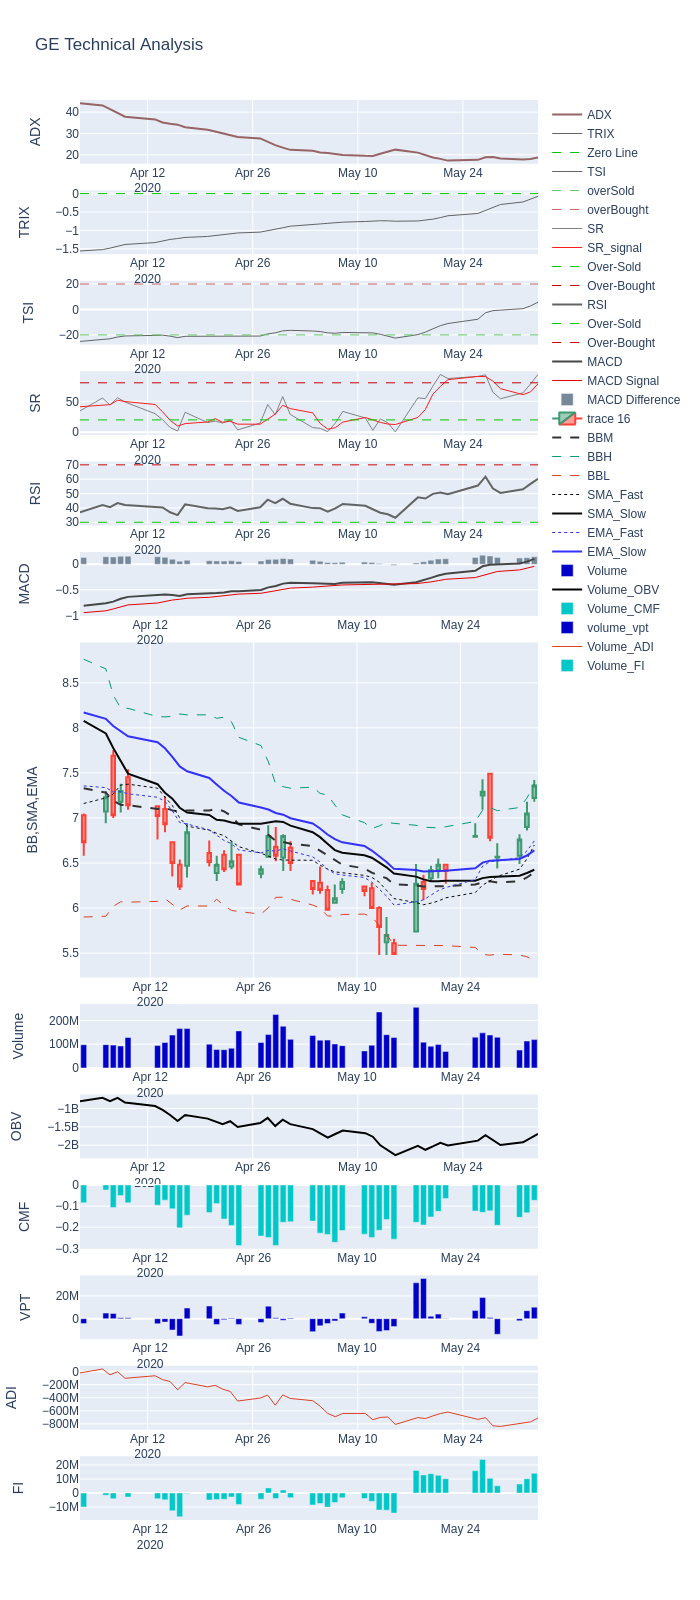 GE Technical Analysis
ADX
40
30
20
Apr 12
2020
Apr 26
May 10
May 24
TRIX
0
−0.5
−1
−1.5
Apr 12
2020
Apr 26
May 10
May 24
TSI
20
0
−20
Apr 12
2020
Apr 26
May 10
May 24
SR
50
0
Apr 12
2020
Apr 26
May 10
May 24
RSI
70
60
50
40
30
Apr 12
2020
Apr 26
May 10
May 24
MACD
0
−0.5
−1
Apr 12
2020
Apr 26
May 10
May 24
BB,SMA,EMA
8.5
8
7.5
7
6.5
6
5.5
Apr 12
2020
Apr 26
May 10
May 24
Volume
200M
100M
0
Apr 12
2020
Apr 26
May 10
May 24
OBV
−1B
−1.5B
−2B
Apr 12
2020
Apr 26
May 10
May 24
CMF
0
−0.1
−0.2
−0.3
Apr 12
2020
Apr 26
May 10
May 24
VPT
20M
0
Apr 12
2020
Apr 26
May 10
May 24
ADI
0
−200M
−400M
−600M
−800M
Apr 12
2020
Apr 26
May 10
May 24
FI
20M
10M
0
−10M
Apr 12
2020
Apr 26
May 10
May 24
ADX
TRIX
Zero Line
TSI
overSold
overBought
SR
SR_signal
Over-Sold
Over-Bought
RSI
Over-Sold
Over-Bought
MACD
MACD Signal
MACD Difference
trace 16
BBM
BBH
BBL
SMA_Fast
SMA_Slow
EMA_Fast
EMA_Slow
Volume
Volume_OBV
Volume_CMF
volume_vpt
Volume_ADI
Volume_FI